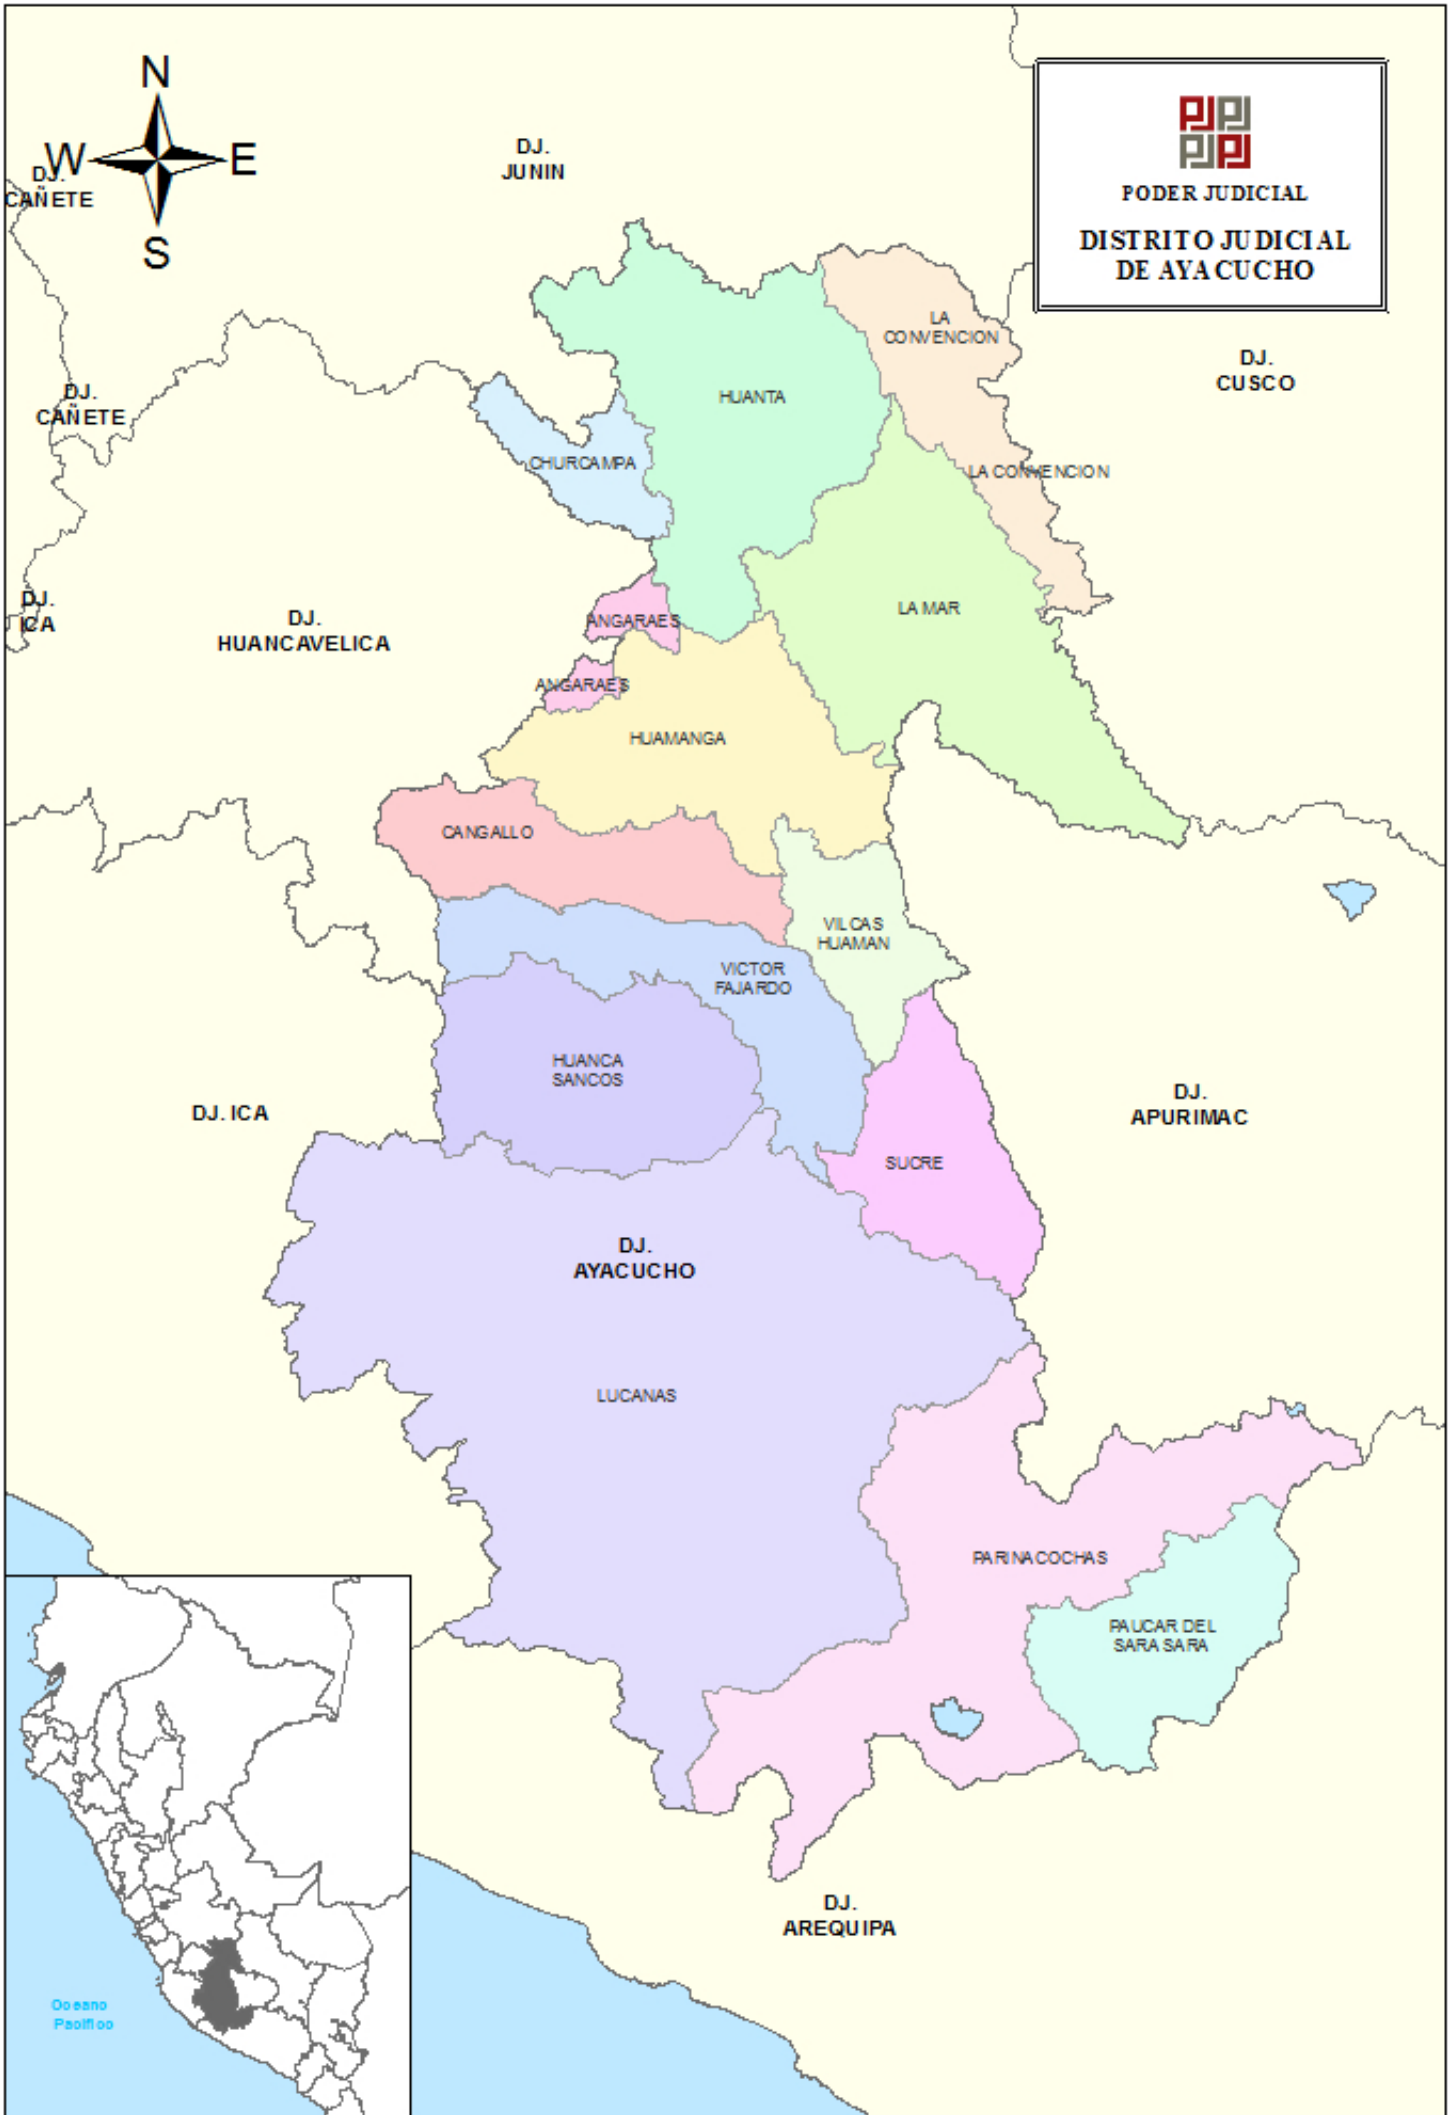 N
W
E
S
DJ.
CAÑETE
DJ.
JUNIN
PJPJ
PJPJ
PODER JUDICIAL
DISTRITO JUDICIAL
DE AYACUCHO
LA
CONVENCION
DJ.
CUSCO
DJ.
CAÑETE
HUANTA
CHURCAMPA
LA CONVENCION
DJ.
ICA
DJ.
HUANCAVELICA
ANGARAES
LA MAR
ANGARAES
HUAMANGA
CANGALLO
VILCAS
HUAMAN
VICTOR
FAJARDO
HUANCA
SANCOS
DJ. ICA
DJ.
APURIMAC
SUCRE
DJ.
AYACUCHO
LUCANAS
PARINACOCHAS
PAUCAR DEL
SARA SARA
DJ.
AREQUIPA
Oceano
Pacifico